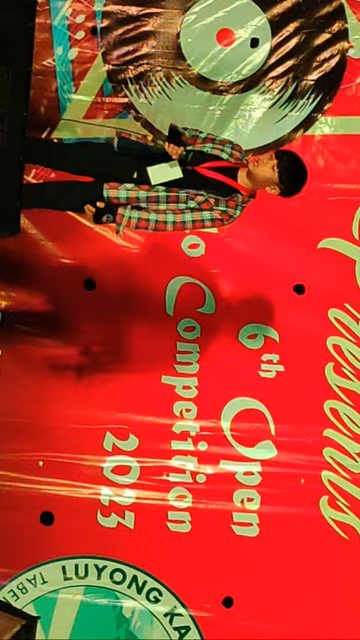 Presents
6th Open
o Competition
2023
LUYONG KA
TABE